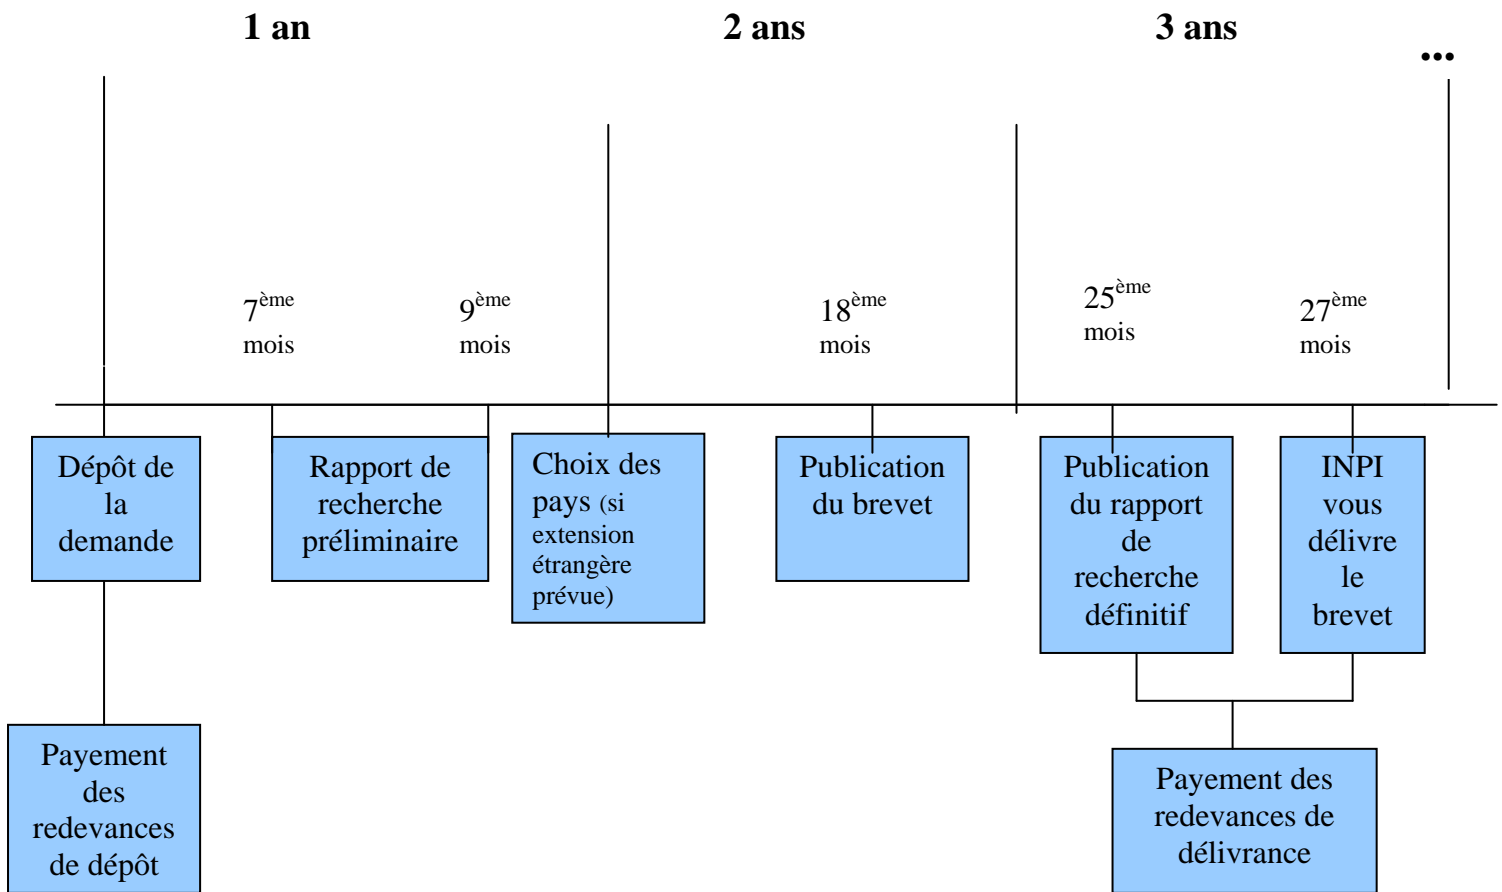 1 an
2 ans
3 ans
...
7ème
mois
9ème
mois
18ème
mois
25ème
mois
27ème
mois
Dépôt de
la
demande
Rapport de
recherche
préliminaire
Choix des
pays (si
extension
étrangère
prévue)
Publication
du brevet
Publication
du rapport
de
recherche
définitif
INPI
vous
délivre
le
brevet
Payement
des
redevances
de dépôt
Payement des
redevances de
délivrance